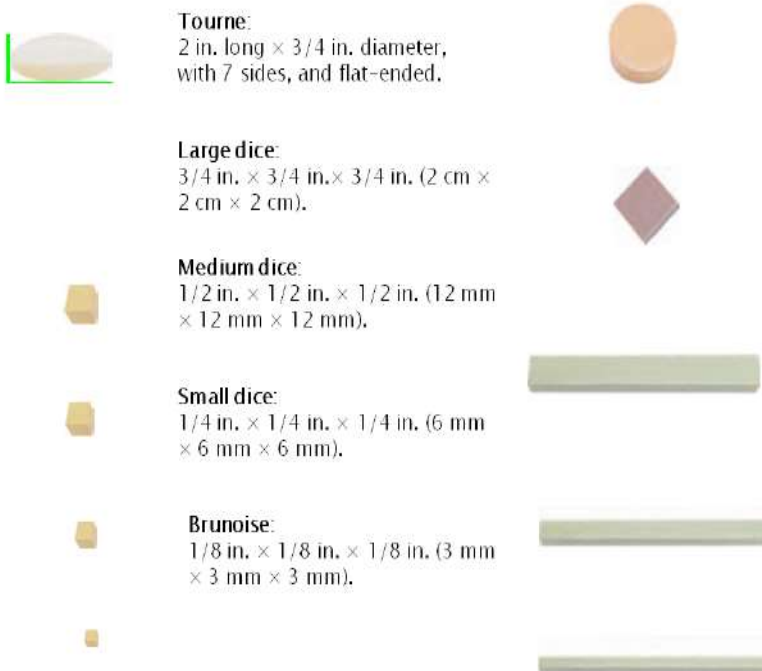 Tourne:
2 in. long × 3/4 in. diameter,
with 7 sides, and flat-ended.
Large dice:
3/4 in. × 3/4 in.× 3/4 in. (2 cm ×
2 cm × 2 cm).
Medium dice:
1/2 in. × 1/2 in. × 1/2 in. (12 mm
× 12 mm × 12 mm).
Small dice:
1/4 in. × 1/4 in. × 1/4 in. (6 mm
× 6 mm × 6 mm).
Brunoise:
1/8 in. × 1/8 in. × 1/8 in. (3 mm
× 3 mm × 3 mm).